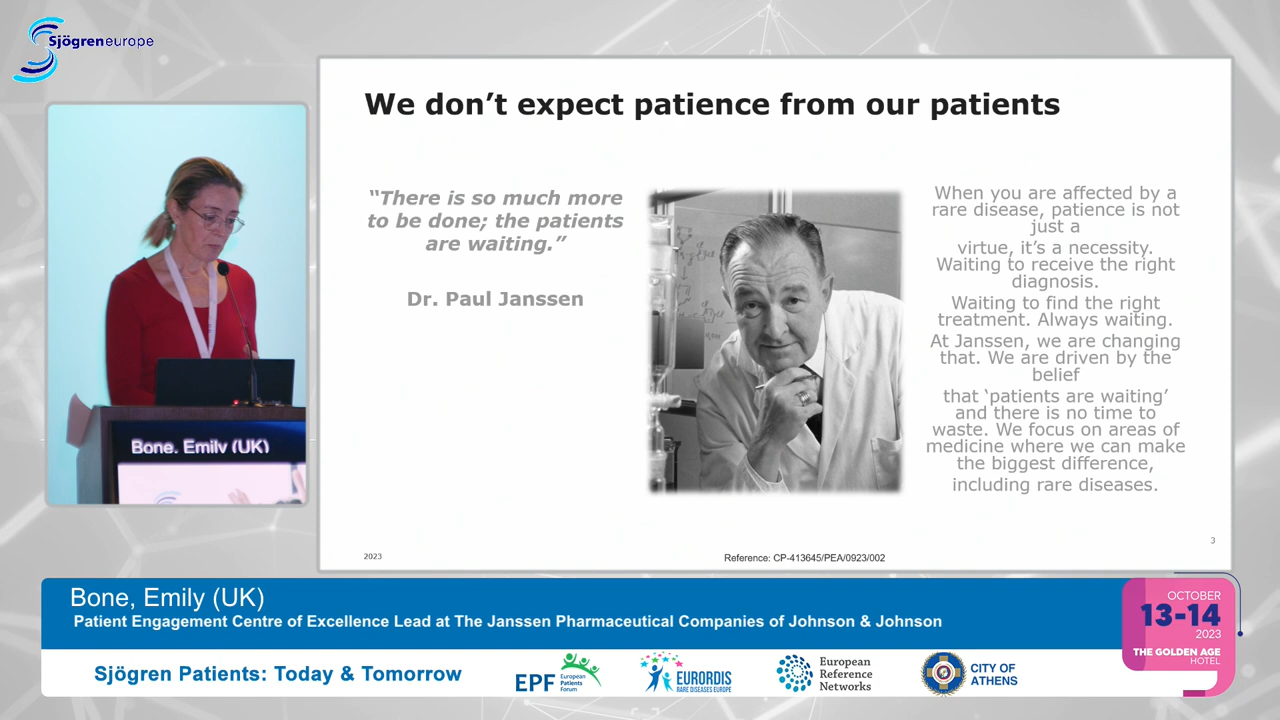 Sjögreneurope
We don’t expect patience from our patients
“There is so much more
to be done; the patients
are waiting.”
Dr. Paul Janssen
When you are affected by a
rare disease, patience is not
just a
virtue, it’s a necessity.
Waiting to receive the right
diagnosis.
Waiting to find the right
treatment. Always waiting.
At Janssen, we are changing
that. We are driven by the
belief
that ‘patients are waiting’
and there is no time to
waste. We focus on areas of
medicine where we can make
the biggest difference,
including rare diseases.
3
2023
Reference: CP-413645/PEA/0923/002
Bone, Emily (UK)
Bone, Emily (UK)
Patient Engagement Centre of Excellence Lead at The Janssen Pharmaceutical Companies of Johnson & Johnson
OCTOBER
13-14
2023
THE GOLDEN AGE
HOTEL
Sjögren Patients: Today & Tomorrow
EPF
European
Patients
Forum
EURORDIS
RARE DISEASES EUROPE
European
Reference
Networks
CITY OF
ATHENS